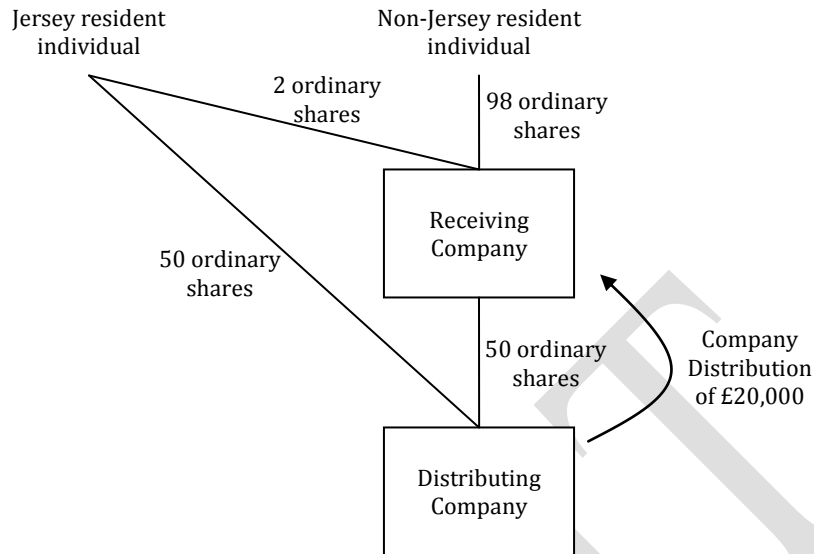 Jersey resident
individual
Non-Jersey resident
individual
2 ordinary
shares
98 ordinary
shares
Receiving
Company
50 ordinary
shares
50 ordinary
shares
Company
Distribution
of £20,000
Distributing
Company